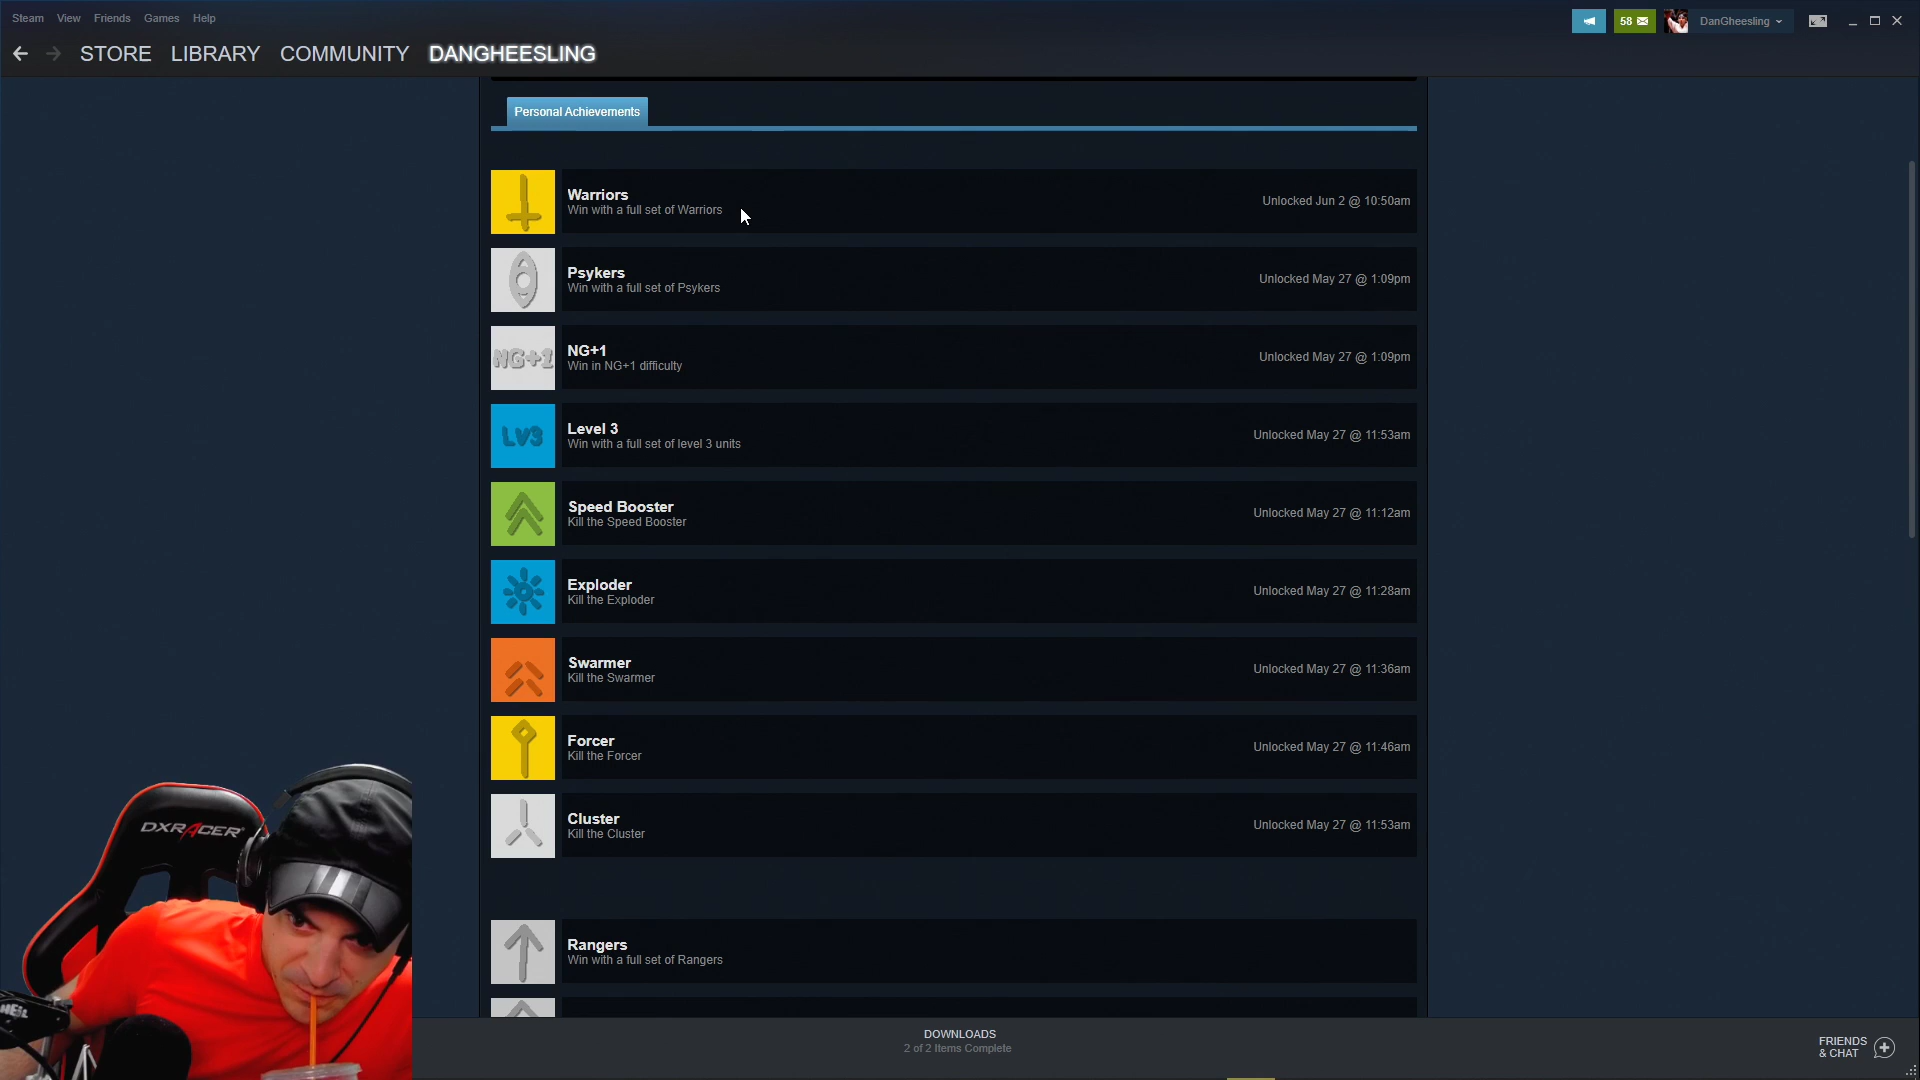 Steam View Friends Games Help
58
DanGheesling
STORE LIBRARY COMMUNITY DANGHEESLING
Personal Achievements
Warriors
Win with a full set of Warriors
Unlocked Jun 2 @ 10:50am
Psykers
Win with a full set of Psykers
Unlocked May 27 @ 1:09pm
NG+1
NG+1
Win in NG+1 difficulty
Unlocked May 27 @ 1:09pm
LV3
Level 3
Win with a full set of level 3 units
Unlocked May 27 @ 11:53am
Speed Booster
Kill the Speed Booster
Unlocked May 27 @ 11:12am
Exploder
Kill the Exploder
Unlocked May 27 @ 11:28am
Swarmer
Kill the Swarmer
Unlocked May 27 @ 11:36am
Forcer
Kill the Forcer
Unlocked May 27 @ 11:46am
Cluster
Kill the Cluster
Unlocked May 27 @ 11:53am
DXRACER
Rangers
Win with a full set of Rangers
HEIL
DOWNLOADS
2 of 2 Items Complete
FRIENDS
& CHAT